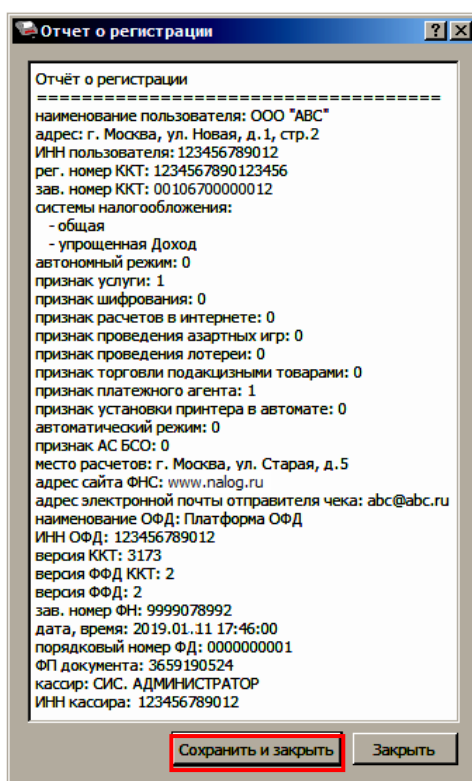 Отчет о регистрации
Отчёт о регистрации
=====================================
наименование пользователя: ООО "АВС"
адрес: г. Москва, ул. Новая, д.1, стр.2
ИНН пользователя: 123456789012
рег. номер ККТ: 1234567890123456
зав. номер ККТ: 00106700000012
системы налогообложения:
- общая
- упрощенная Доход
автономный режим: 0
признак услуги: 1
признак шифрования: 0
признак расчетов в интернете: 0
признак проведения азартных игр: 0
признак проведения лотереи: 0
признак торговли подакцизными товарами: 0
признак платежного агента: 1
признак установки принтера в автомате: 0
автоматический режим: 0
признак АС БСО: 0
место расчетов: г. Москва, ул. Старая, д.5
адрес сайта ФНС: www.nalog.ru
адрес электронной почты отправителя чека: abc@abc.ru
наименование ОФД: Платформа ОФД
ИНН ОФД: 123456789012
версия ККТ: 3173
версия ФФД ККТ: 2
версия ФФД: 2
зав. номер ФН: 9999078992
дата, время: 2019.01.11 17:46:00
порядковый номер ФД: 0000000001
ФП документа: 3659190524
кассир: СИС. АДМИНИСТРАТОР
ИНН кассира: 123456789012
Сохранить и закрыть Закрыть